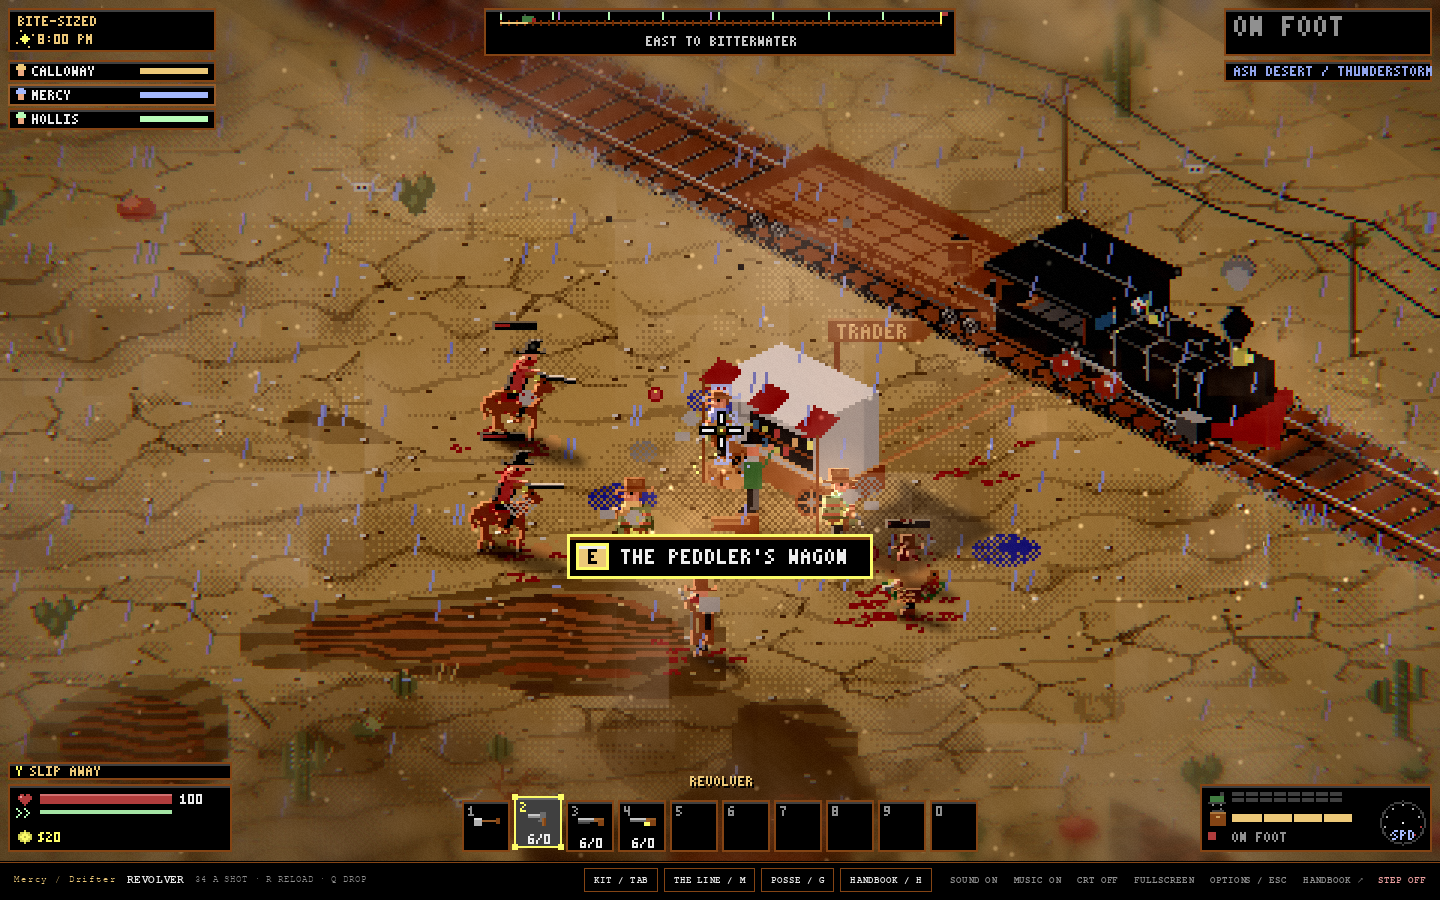 BITE-SIZED
8:00 PM
CALLOWAY
MERCY
HOLLIS
EAST TO BITTERWATER
ON FOOT
ASH DESERT / THUNDERSTORM
TRADER
E THE PEDDLER'S WAGON
Y SLIP AWAY
100
$20
REVOLVER
1 2 3 4 5 6 7 8 9 0
6/0 6/0 6/0
ON FOOT
SPD
Mercy / Drifter REVOLVER 34 A SHOT · R RELOAD · Q DROP
KIT / TAB THE LINE / M POSSE / G HANDBOOK / H SOUND ON MUSIC ON CRT OFF FULLSCREEN OPTIONS / ESC HANDBOOK ↗ STEP OFF